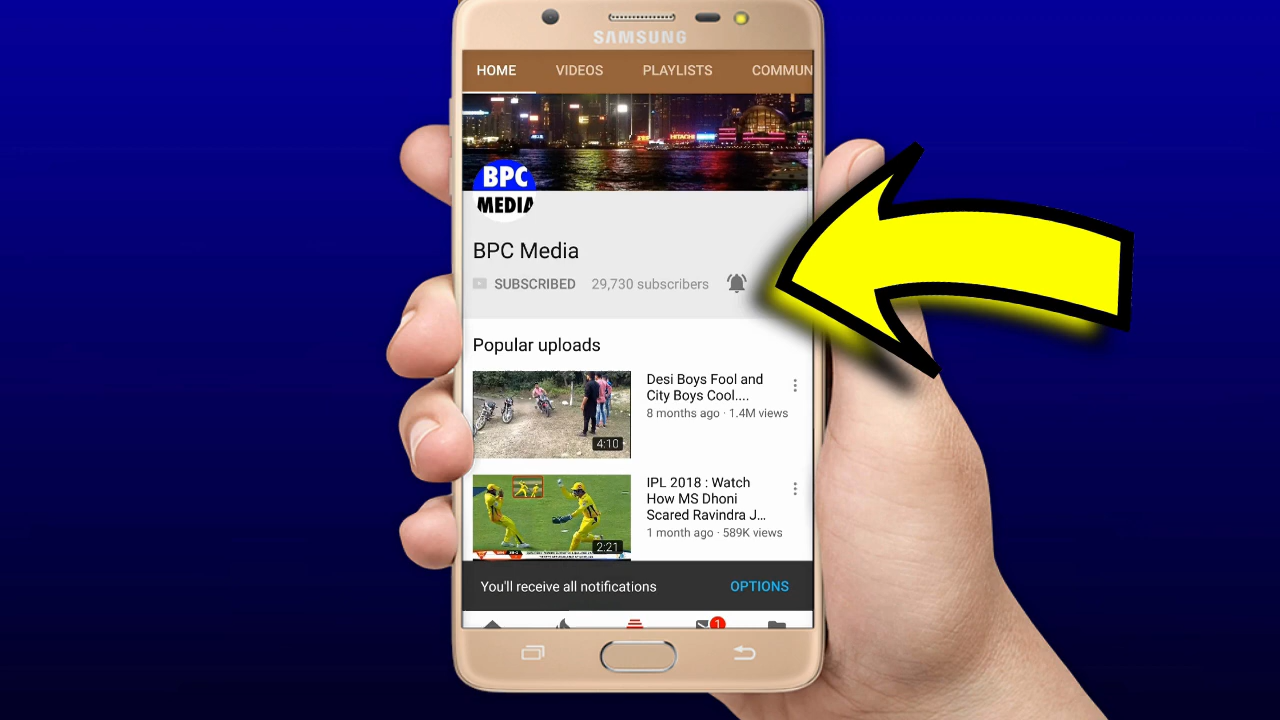 SAMSUNG
HOME VIDEOS PLAYLISTS COMMUN
HITACHI
BPC
MEDIA
BPC Media
SUBSCRIBED 29,730 subscribers
Popular uploads
Desi Boys Fool and
City Boys Cool....
8 months ago · 1.4M views
4:10
IPL 2018 : Watch
How MS Dhoni
Scared Ravindra J...
1 month ago · 589K views
2:21
You'll receive all notifications OPTIONS
1